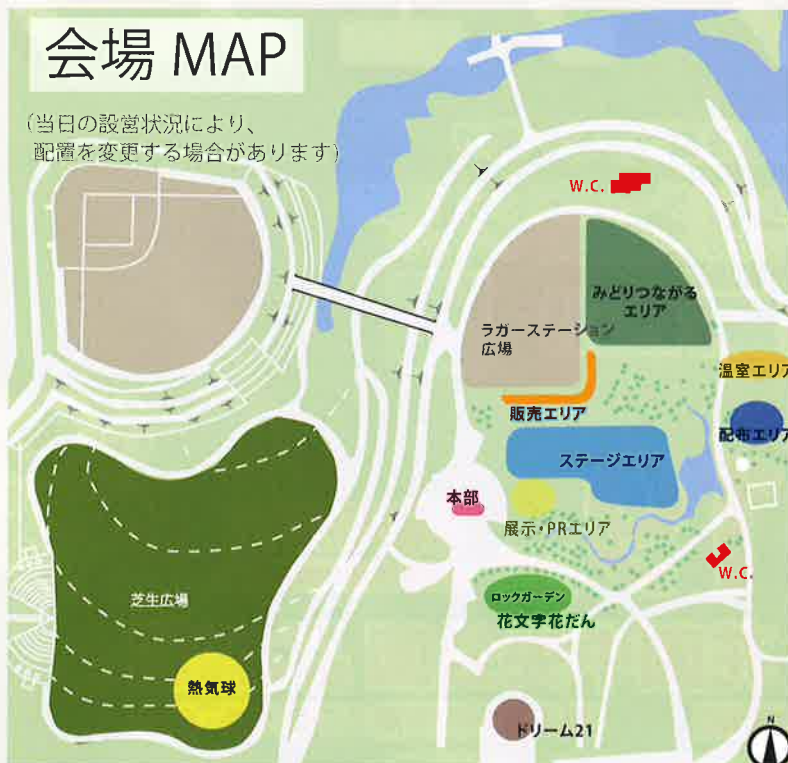 会場 MAP
(当日の設営状況により、
配置を変更する場合があります)
W.C.
みどりつながる
エリア
ラガーステーション
広場
温室エリア
販売エリア
配布エリア
ステージエリア
本部
展示・PRエリア
W.C.
ロックガーデン
花文字花だん
芝生広場
熱気球
ドリーム21
N